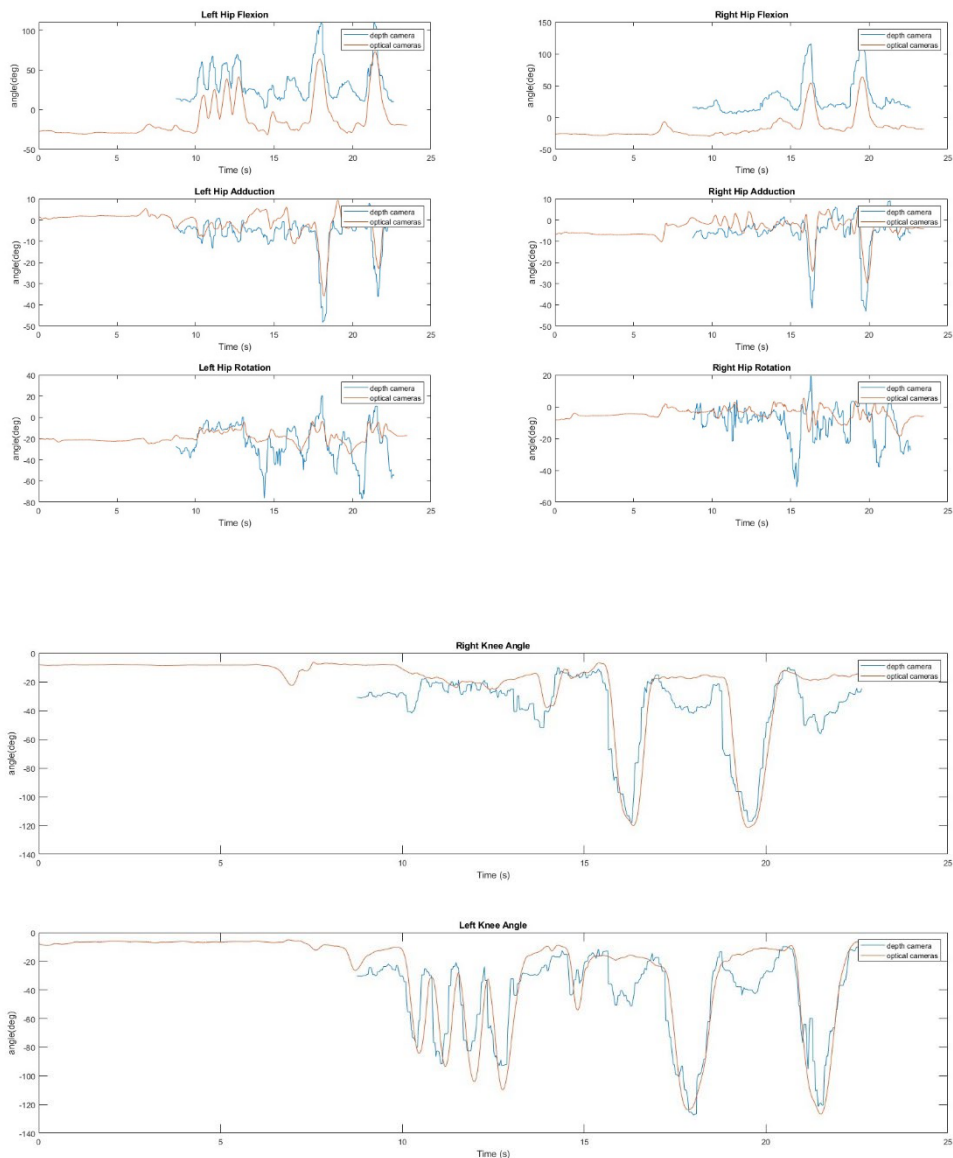 Left Hip Flexion
angle(deg)
100
50
0
-50
0 5 10 15 20 25
Time (s)
depth camera
optical cameras
Right Hip Flexion
angle(deg)
150
100
50
0
-50
0 5 10 15 20 25
Time (s)
depth camera
optical cameras
Left Hip Adduction
angle(deg)
10
0
-10
-20
-30
-40
-50
0 5 10 15 20 25
Time (s)
depth camera
optical cameras
Right Hip Adduction
angle(deg)
10
0
-10
-20
-30
-40
-50
0 5 10 15 20 25
Time (s)
depth camera
optical cameras
Left Hip Rotation
angle(deg)
40
20
0
-20
-40
-60
-80
0 5 10 15 20 25
Time (s)
depth camera
optical cameras
Right Hip Rotation
angle(deg)
20
0
-20
-40
-60
0 5 10 15 20 25
Time (s)
depth camera
optical cameras
Right Knee Angle
angle(deg)
0
-20
-40
-60
-80
-100
-120
-140
0 5 10 15 20 25
Time (s)
depth camera
optical cameras
Left Knee Angle
angle(deg)
0
-20
-40
-60
-80
-100
-120
-140
0 5 10 15 20 25
Time (s)
depth camera
optical cameras